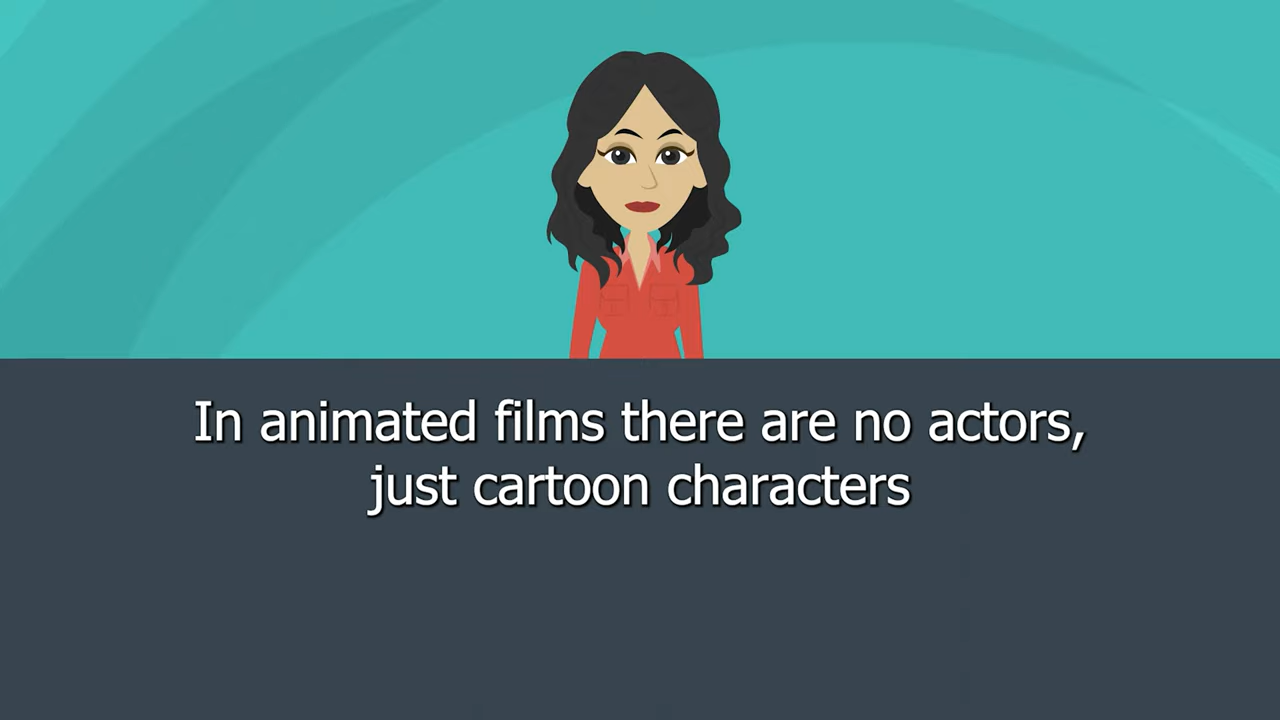 In animated films there are no actors,
just cartoon characters